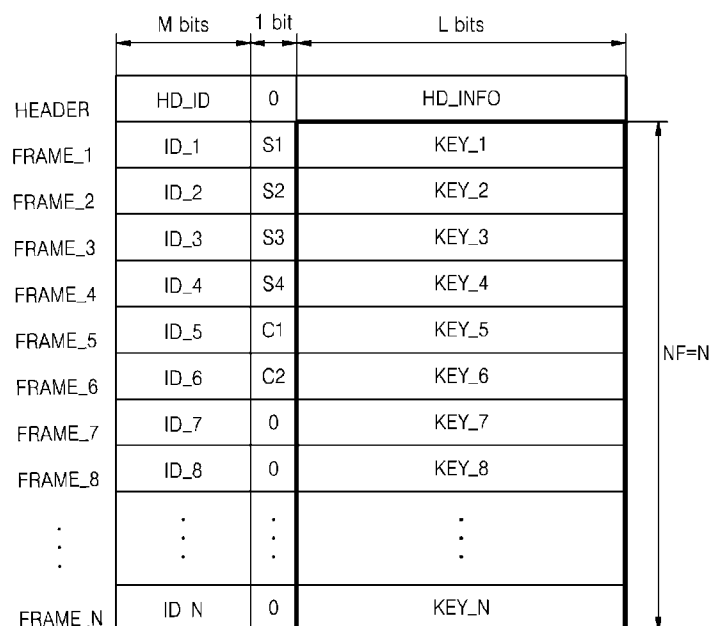 M bits 1 bit L bits
HEADER HD_ID 0 HD_INFO
FRAME_1 ID_1 S1 KEY_1
FRAME_2 ID_2 S2 KEY_2
FRAME_3 ID_3 S3 KEY_3
FRAME_4 ID_4 S4 KEY_4
FRAME_5 ID_5 C1 KEY_5
NF=N
FRAME_6 ID_6 C2 KEY_6
FRAME_7 ID_7 0 KEY_7
FRAME_8 ID_8 0 KEY_8
FRAME_N ID_N 0 KEY_N